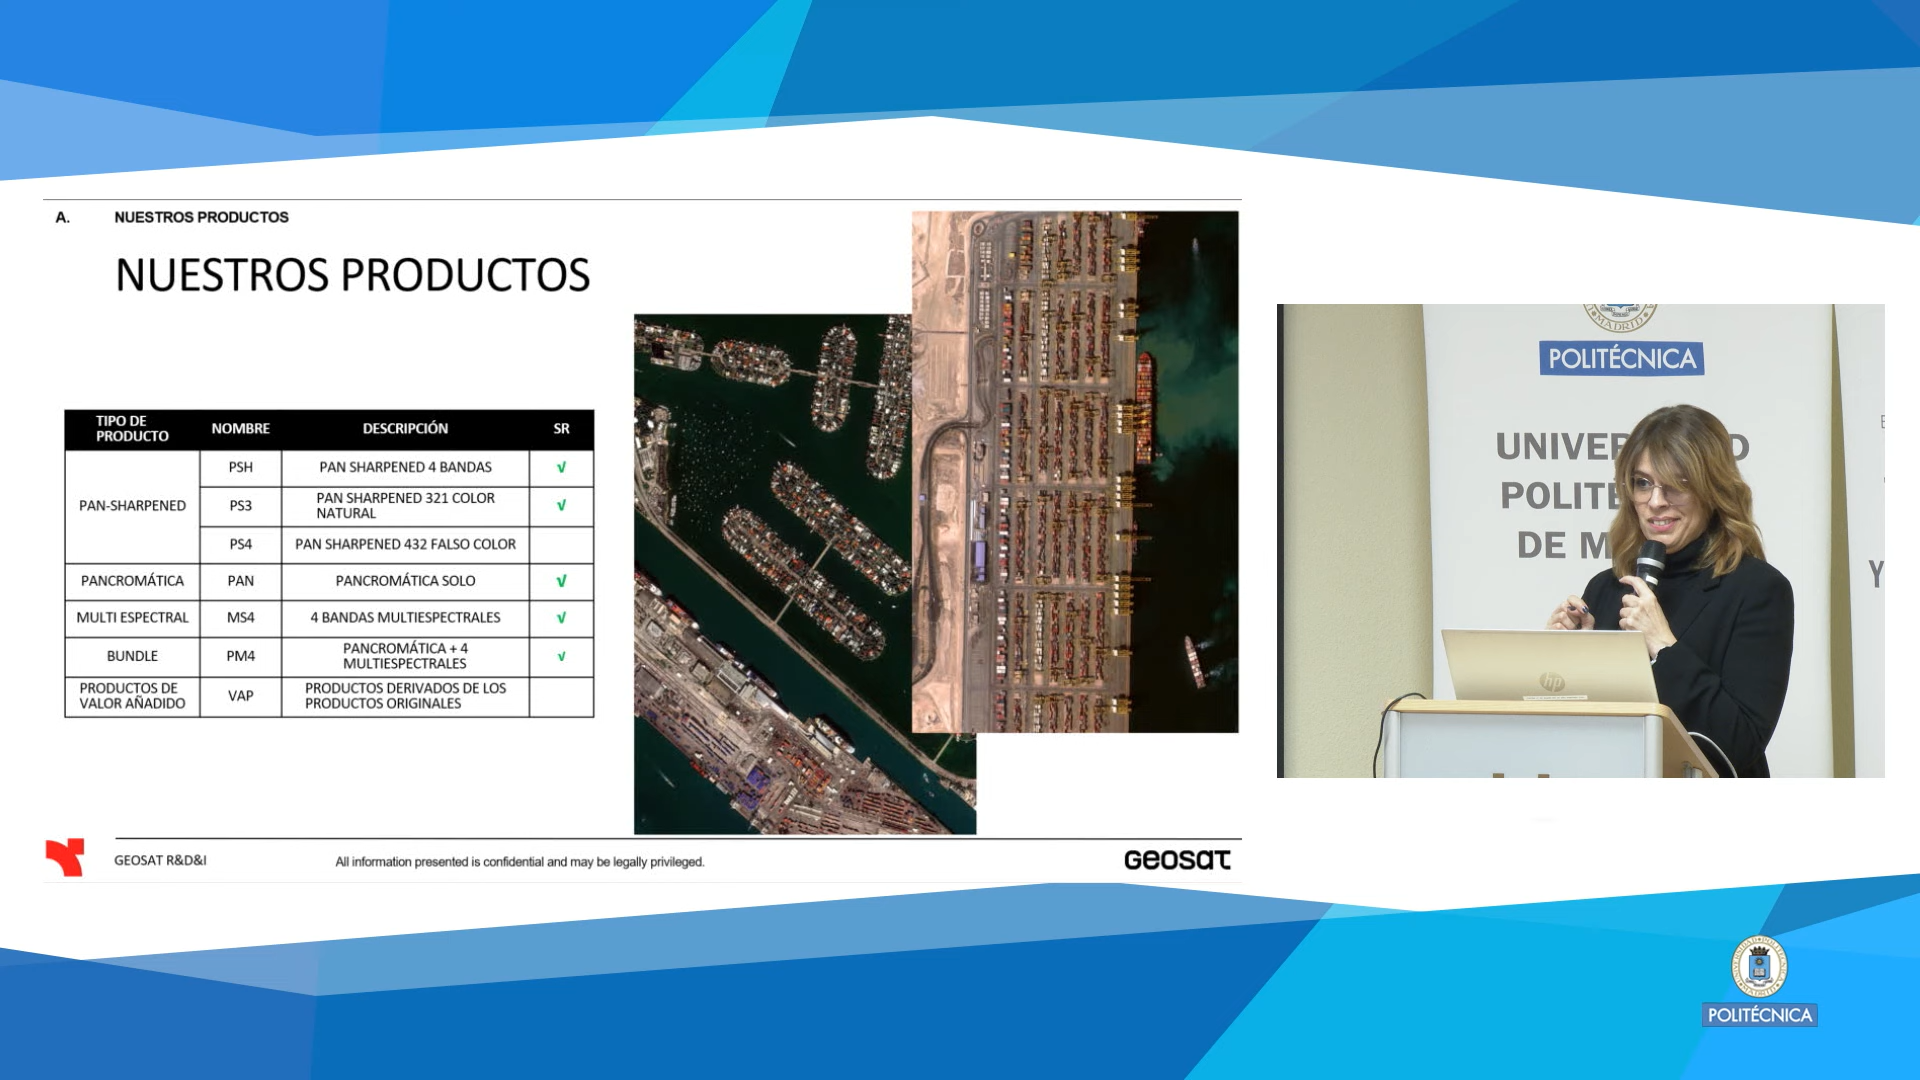 A. NUESTROS PRODUCTOS
NUESTROS PRODUCTOS
TIPO DE PRODUCTO NOMBRE DESCRIPCIÓN SR
PAN-SHARPENED PSH PAN SHARPENED 4 BANDAS √
PS3 PAN SHARPENED 321 COLOR NATURAL √
PS4 PAN SHARPENED 432 FALSO COLOR
PANCROMÁTICA PAN PANCROMÁTICA SOLO √
MULTI ESPECTRAL MS4 4 BANDAS MULTIESPECTRALES √
BUNDLE PM4 PANCROMÁTICA + 4 MULTIESPECTRALES √
PRODUCTOS DE VALOR AÑADIDO VAP PRODUCTOS DERIVADOS DE LOS PRODUCTOS ORIGINALES
GEOSAT R&D&I
All information presented is confidential and may be legally privileged.
GEOSAT
MADRID
POLITÉCNICA
POLITE
DE M
hp
Y
POLITÉCNICA